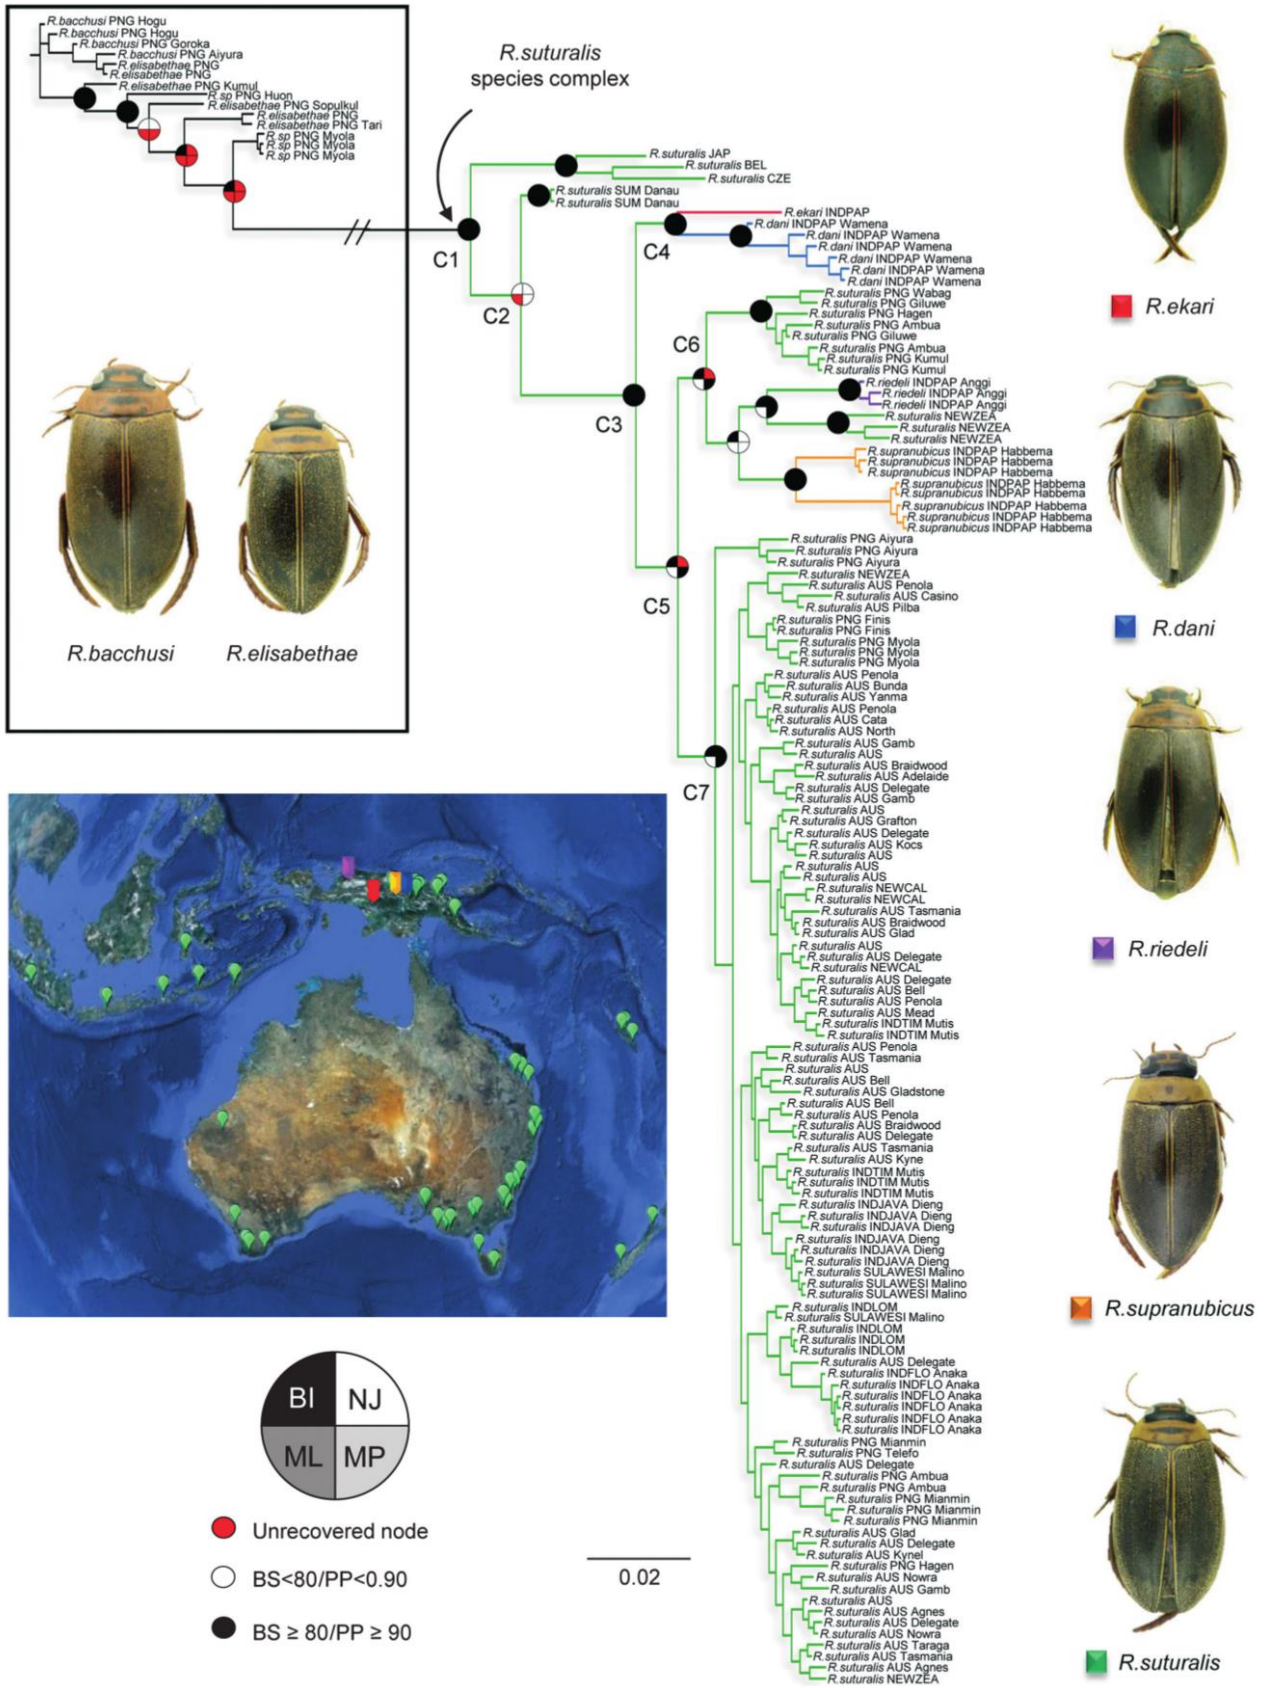 R.bacchusi PNG Hogu
R.bacchusi PNG Hogu
R.bacchusi PNG Goroka
R.bacchusi PNG Aiyura
R.elisabethae PNG
R.elisabethae PNG
R.elisabethae PNG Kumul
R.sp PNG Huon
R.elisabethae PNG Sopulkul
R.elisabethae PNG
R.elisabethae PNG Tari
R.sp PNG Myola
R.sp PNG Myola
R.sp PNG Myola
R.bacchusi
R.elisabethae
R.suturalis
species complex
C1
C2
C3
C4
C5
C6
C7
R.suturalis JAP
R.suturalis BEL
R.suturalis CZE
R.suturalis SUM Danau
R.suturalis SUM Danau
R.ekari INDPAP
R.dani INDPAP Wamena
R.dani INDPAP Wamena
R.dani INDPAP Wamena
R.dani INDPAP Wamena
R.dani INDPAP Wamena
R.dani INDPAP Wamena
R.suturalis PNG Wabag
R.suturalis PNG Giluwe
R.suturalis PNG Hagen
R.suturalis PNG Ambua
R.suturalis PNG Giluwe
R.suturalis PNG Ambua
R.suturalis PNG Kumul
R.suturalis PNG Kumul
R.riedeli INDPAP Anggi
R.riedeli INDPAP Anggi
R.riedeli INDPAP Anggi
R.suturalis NEWZEA
R.suturalis NEWZEA
R.suturalis NEWZEA
R.supranubicus INDPAP Habbema
R.supranubicus INDPAP Habbema
R.supranubicus INDPAP Habbema
R.supranubicus INDPAP Habbema
R.supranubicus INDPAP Habbema
R.supranubicus INDPAP Habbema
R.supranubicus INDPAP Habbema
R.supranubicus INDPAP Habbema
R.suturalis PNG Aiyura
R.suturalis PNG Aiyura
R.suturalis PNG Aiyura
R.suturalis NEWZEA
R.suturalis AUS Penola
R.suturalis AUS Casino
R.suturalis AUS Pilba
R.suturalis PNG Finis
R.suturalis PNG Finis
R.suturalis PNG Myola
R.suturalis PNG Myola
R.suturalis PNG Myola
R.suturalis AUS Penola
R.suturalis AUS Bunda
R.suturalis AUS Yanma
R.suturalis AUS Penola
R.suturalis AUS Cata
R.suturalis AUS North
R.suturalis AUS Gamb
R.suturalis AUS
R.suturalis AUS Braidwood
R.suturalis AUS Adelaide
R.suturalis AUS Delegate
R.suturalis AUS Gamb
R.suturalis AUS
R.suturalis AUS Grafton
R.suturalis AUS Delegate
R.suturalis AUS Kocs
R.suturalis AUS
R.suturalis AUS
R.suturalis AUS
R.suturalis NEWCAL
R.suturalis NEWCAL
R.suturalis AUS Tasmania
R.suturalis AUS Braidwood
R.suturalis AUS Glad
R.suturalis AUS
R.suturalis AUS Delegate
R.suturalis NEWCAL
R.suturalis AUS Delegate
R.suturalis AUS Bell
R.suturalis AUS Penola
R.suturalis AUS Mead
R.suturalis INDTIM Mutis
R.suturalis INDTIM Mutis
R.suturalis AUS Penola
R.suturalis AUS Tasmania
R.suturalis AUS
R.suturalis AUS Bell
R.suturalis AUS Gladstone
R.suturalis AUS Bell
R.suturalis AUS Penola
R.suturalis AUS Braidwood
R.suturalis AUS Delegate
R.suturalis AUS Tasmania
R.suturalis AUS Kyne
R.suturalis INDTIM Mutis
R.suturalis INDTIM Mutis
R.suturalis INDTIM Mutis
R.suturalis INDJAVA Dieng
R.suturalis INDJAVA Dieng
R.suturalis INDJAVA Dieng
R.suturalis INDJAVA Dieng
R.suturalis INDJAVA Dieng
R.suturalis INDJAVA Dieng
R.suturalis SULAWESI Malino
R.suturalis SULAWESI Malino
R.suturalis SULAWESI Malino
R.suturalis INDLOM
R.suturalis SULAWESI Malino
R.suturalis INDLOM
R.suturalis INDLOM
R.suturalis INDLOM
R.suturalis AUS Delegate
R.suturalis INDFLO Anaka
R.suturalis INDFLO Anaka
R.suturalis INDFLO Anaka
R.suturalis INDFLO Anaka
R.suturalis INDFLO Anaka
R.suturalis INDFLO Anaka
R.suturalis PNG Mianmin
R.suturalis PNG Telefo
R.suturalis AUS Delegate
R.suturalis PNG Ambua
R.suturalis PNG Ambua
R.suturalis PNG Mianmin
R.suturalis PNG Mianmin
R.suturalis PNG Mianmin
R.suturalis AUS Glad
R.suturalis AUS Delegate
R.suturalis AUS Kynel
R.suturalis PNG Hagen
R.suturalis AUS Nowra
R.suturalis AUS Gamb
R.suturalis AUS
R.suturalis AUS Agnes
R.suturalis AUS Delegate
R.suturalis AUS Nowra
R.suturalis AUS Taraga
R.suturalis AUS Tasmania
R.suturalis AUS Agnes
R.suturalis NEWZEA
R.ekari
R.dani
R.riedeli
R.supranubicus
R.suturalis
BI NJ
ML MP
Unrecovered node
BS<80/PP<0.90
BS ≥ 80/PP ≥ 90
0.02